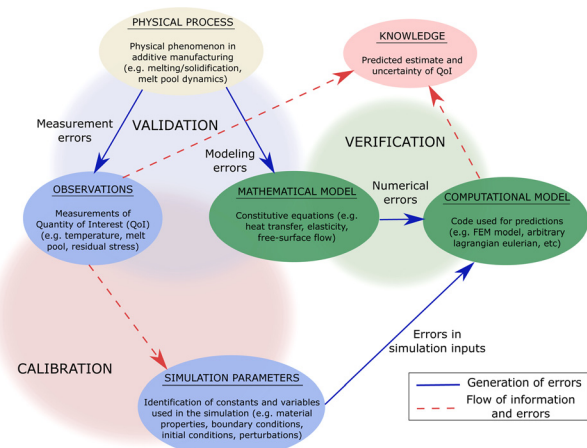 PHYSICAL PROCESS
Physical phenomenon in
additive manufacturing
(e.g. melting/solidification,
melt pool dynamics)
KNOWLEDGE
Predicted estimate and
uncertainty of QoI
Measurement
errors
VALIDATION
Modeling
errors
VERIFICATION
OBSERVATIONS
Measurements of
Quantity of Interest (QoI)
(e.g. temperature, melt
pool, residual stress)
MATHEMATICAL MODEL
Constitutive equations (e.g.
heat transfer, elasticity,
free-surface flow)
Numerical
errors
COMPUTATIONAL MODEL
Code used for predictions
(e.g. FEM model, arbitrary
lagrangian eulerian, etc)
CALIBRATION
Errors in
simulation inputs
SIMULATION PARAMETERS
Identification of constants and variables
used in the simulation (e.g. material
properties, boundary conditions,
initial conditions, perturbations)
Generation of errors
Flow of information
and errors